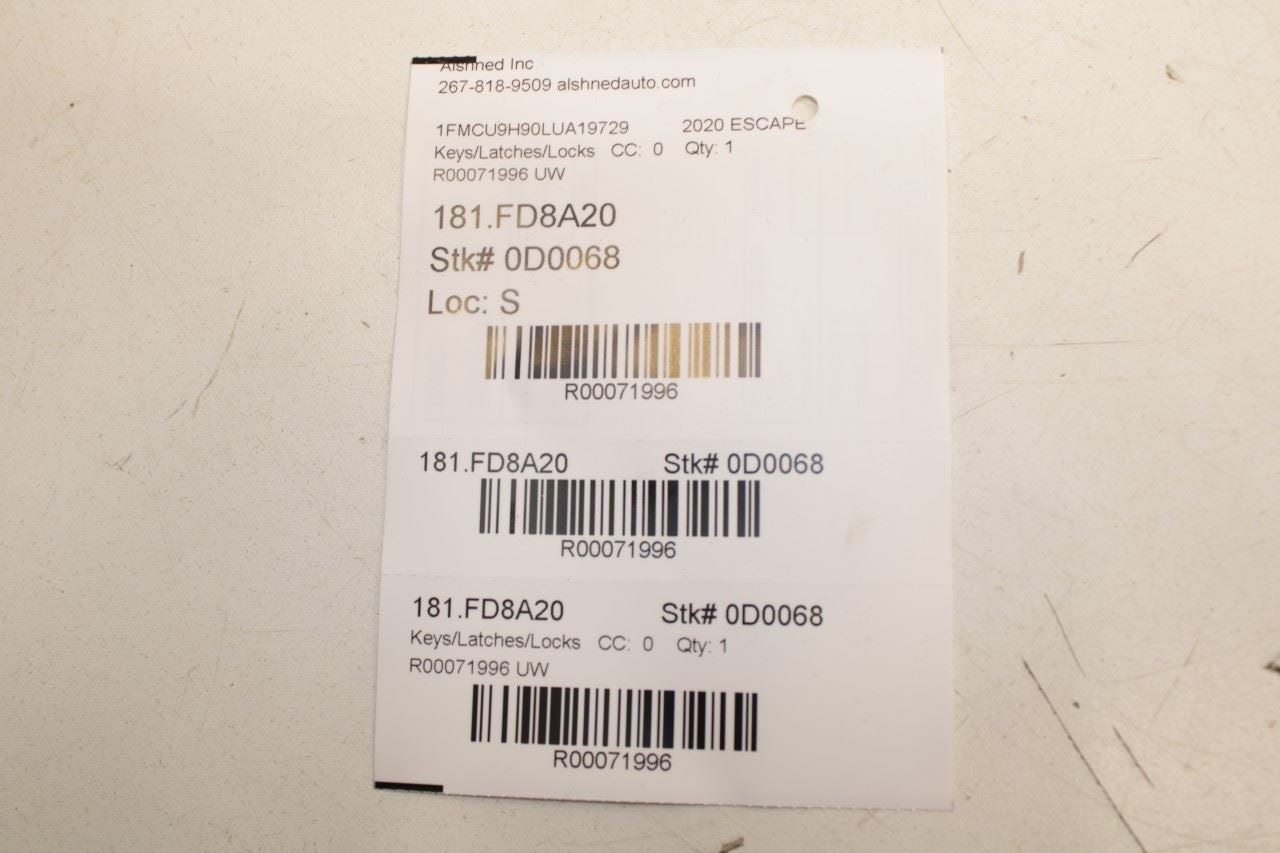 Alshned Inc
267-818-9509 alshnedauto.com
1FMCU9H90LUA19729 2020 ESCAPE
Keys/Latches/Locks CC: 0 Qty: 1
R00071996 UW
181.FD8A20
Stk# 0D0068
Loc: S
R00071996
181.FD8A20 Stk# 0D0068
R00071996
181.FD8A20 Stk# 0D0068
Keys/Latches/Locks CC: 0 Qty: 1
R00071996 UW
R00071996